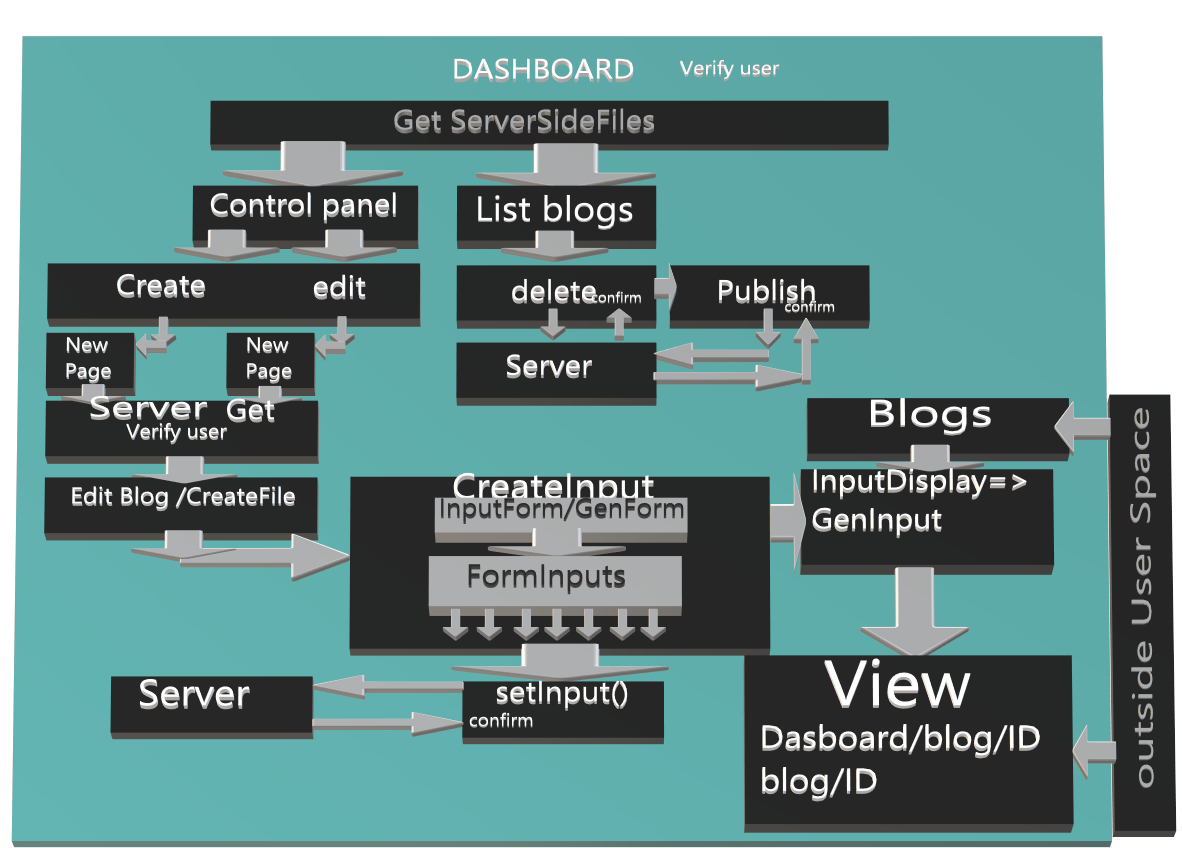 DASHBOARD
Verify user
Get ServerSideFiles
Control panel
List blogs
Create
edit
delete
confirm
Publish
confirm
New
Page
New
Page
Server
Server Get
Verify user
Blogs
Edit Blog /CreateFile
CreateInput
InputForm/GenForm
FormInputs
InputDisplay=>
GenInput
outside User Space
Server
setInput()
confirm
View
Dasboard/blog/ID
blog/ID